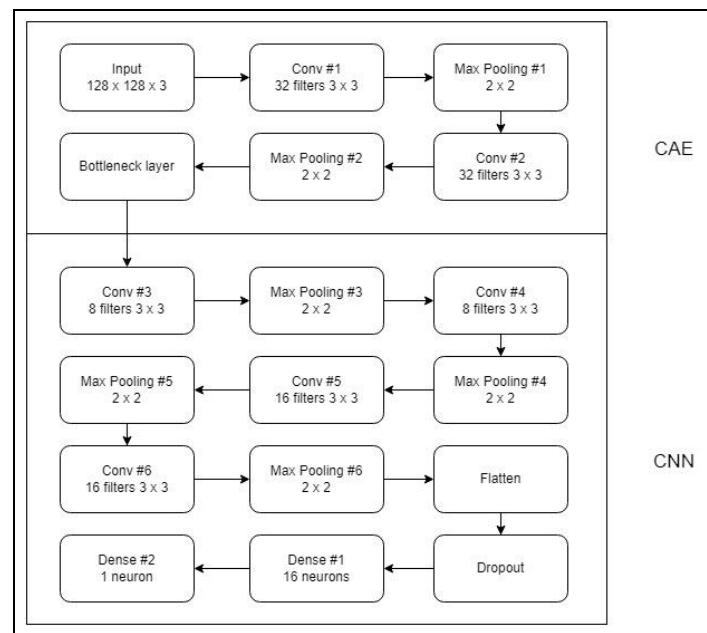 Input
128 x 128 x 3
Conv #1
32 filters 3 x 3
Max Pooling #1
2 x 2
Conv #2
32 filters 3 x 3
Max Pooling #2
2 x 2
Bottleneck layer
CAE
Conv #3
8 filters 3 x 3
Max Pooling #3
2 x 2
Conv #4
8 filters 3 x 3
Max Pooling #4
2 x 2
Conv #5
16 filters 3 x 3
Max Pooling #5
2 x 2
Conv #6
16 filters 3 x 3
Max Pooling #6
2 x 2
Flatten
Dropout
Dense #1
16 neurons
Dense #2
1 neuron
CNN